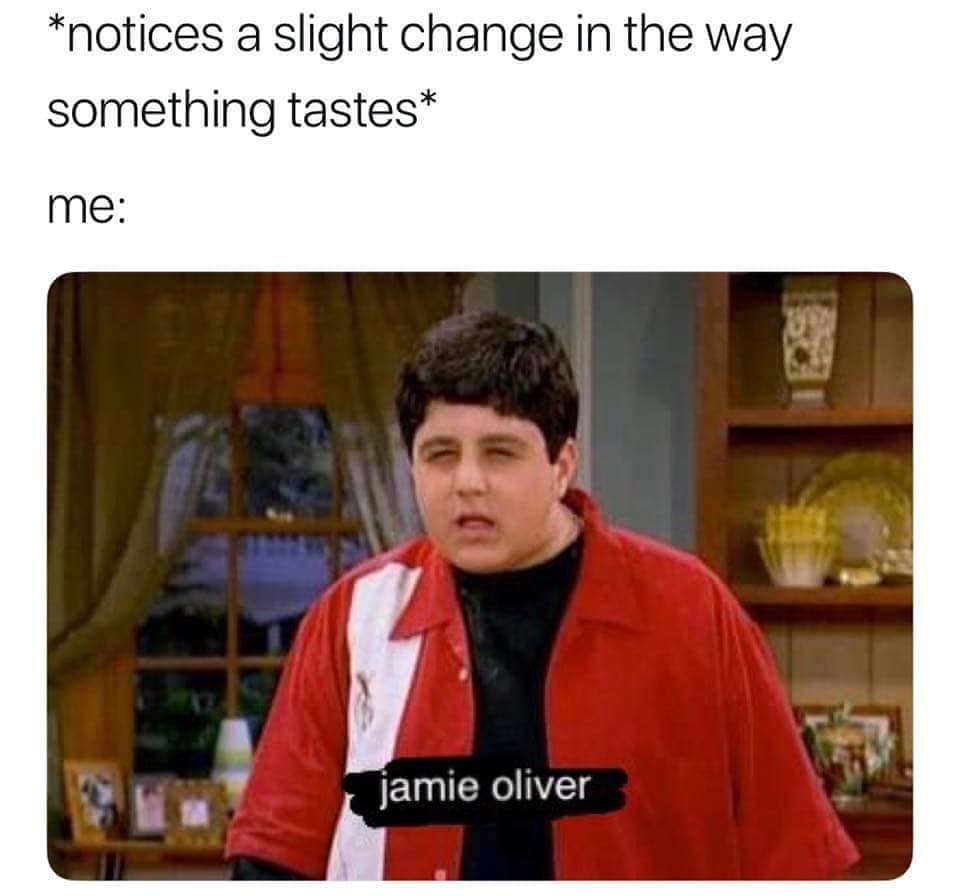 *notices a slight change in the way
something tastes*
me:
jamie oliver